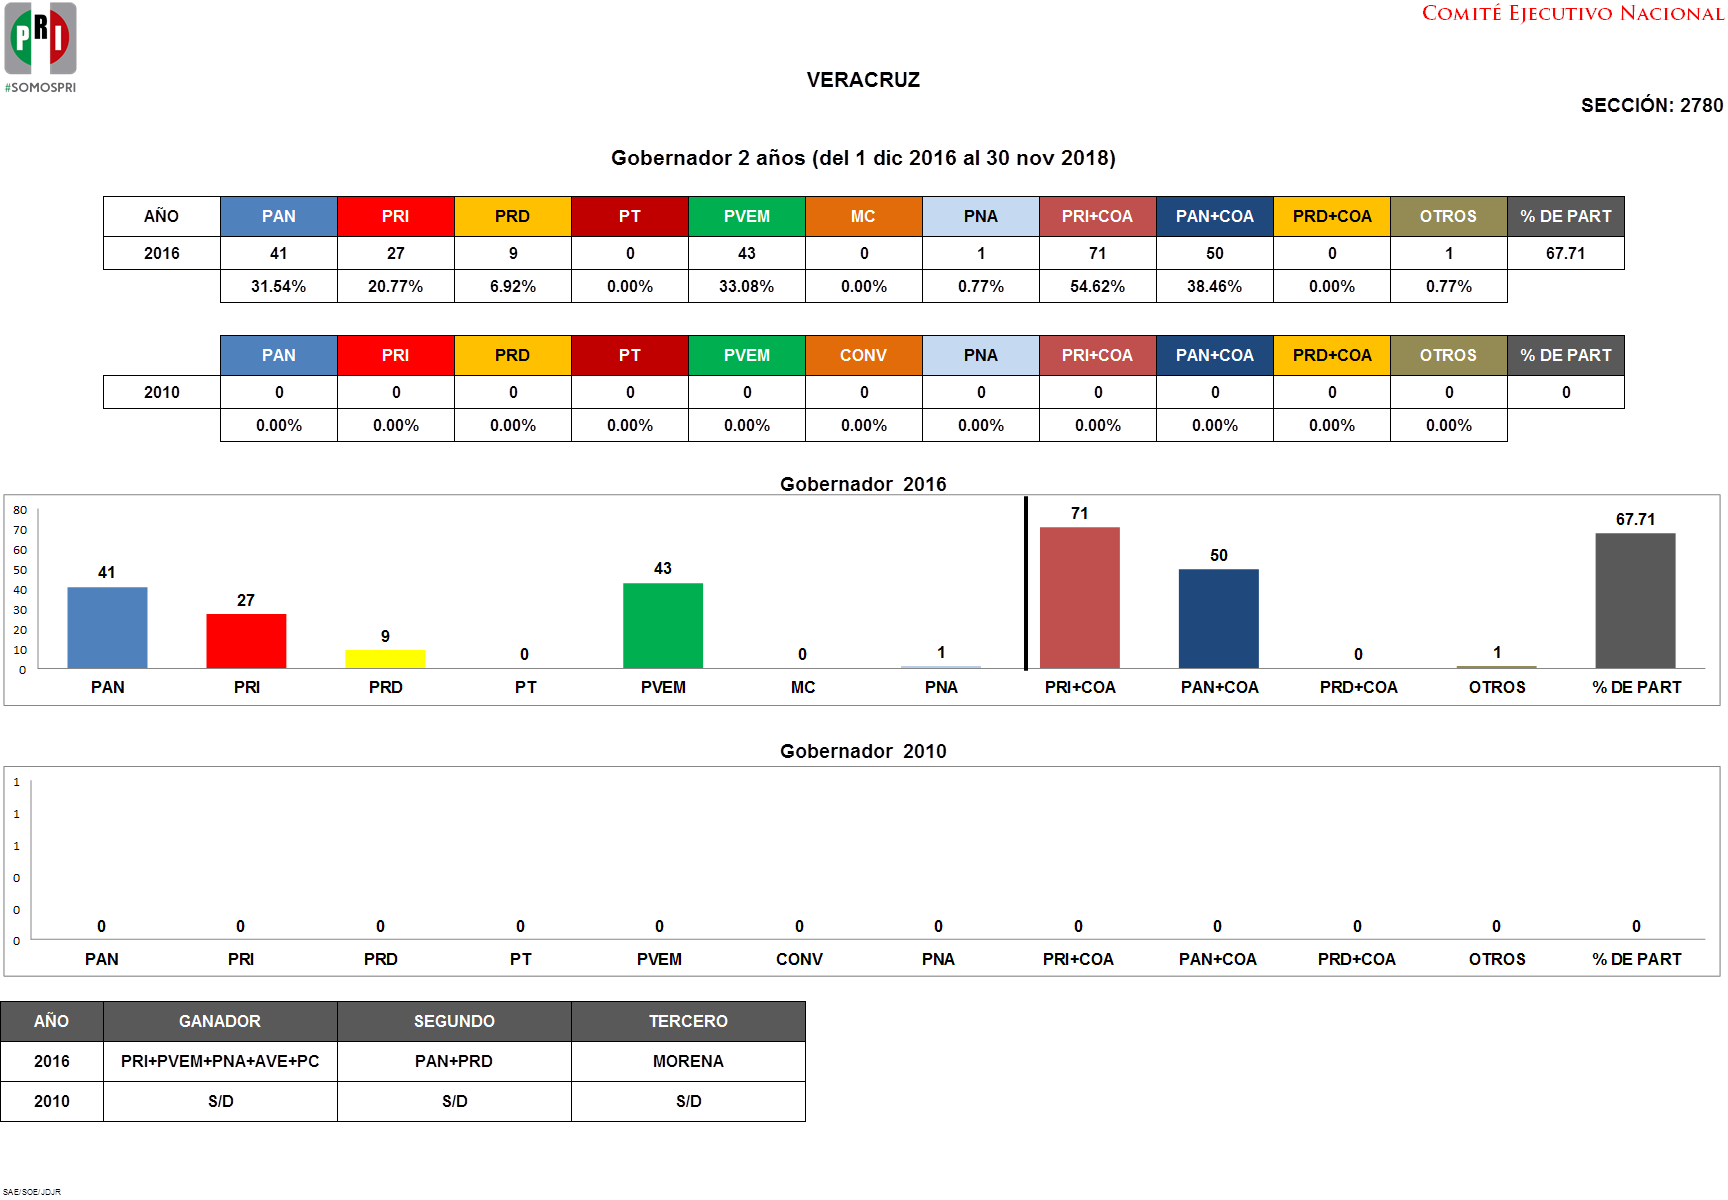 PRI
#SOMOSPRI
COMITÉ EJECUTIVO NACIONAL
VERACRUZ
SECCIÓN: 2780
Gobernador 2 años (del 1 dic 2016 al 30 nov 2018)
AÑO PAN PRI PRD PT PVEM MC PNA PRI+COA PAN+COA PRD+COA OTROS % DE PART
2016 41 27 9 0 43 0 1 71 50 0 1 67.71
31.54% 20.77% 6.92% 0.00% 33.08% 0.00% 0.77% 54.62% 38.46% 0.00% 0.77%
PAN PRI PRD PT PVEM CONV PNA PRI+COA PAN+COA PRD+COA OTROS % DE PART
2010 0 0 0 0 0 0 0 0 0 0 0 0
0.00% 0.00% 0.00% 0.00% 0.00% 0.00% 0.00% 0.00% 0.00% 0.00% 0.00%
Gobernador 2016
80
70
60
50
40
30
20
10
0
41 27 9 0 43 0 1 71 50 0 1 67.71
PAN PRI PRD PT PVEM MC PNA PRI+COA PAN+COA PRD+COA OTROS % DE PART
Gobernador 2010
1
1
1
0
0
0
0 0 0 0 0 0 0 0 0 0 0 0
PAN PRI PRD PT PVEM CONV PNA PRI+COA PAN+COA PRD+COA OTROS % DE PART
AÑO GANADOR SEGUNDO TERCERO
2016 PRI+PVEM+PNA+AVE+PC PAN+PRD MORENA
2010 S/D S/D S/D
SAE/SOE/JDJR